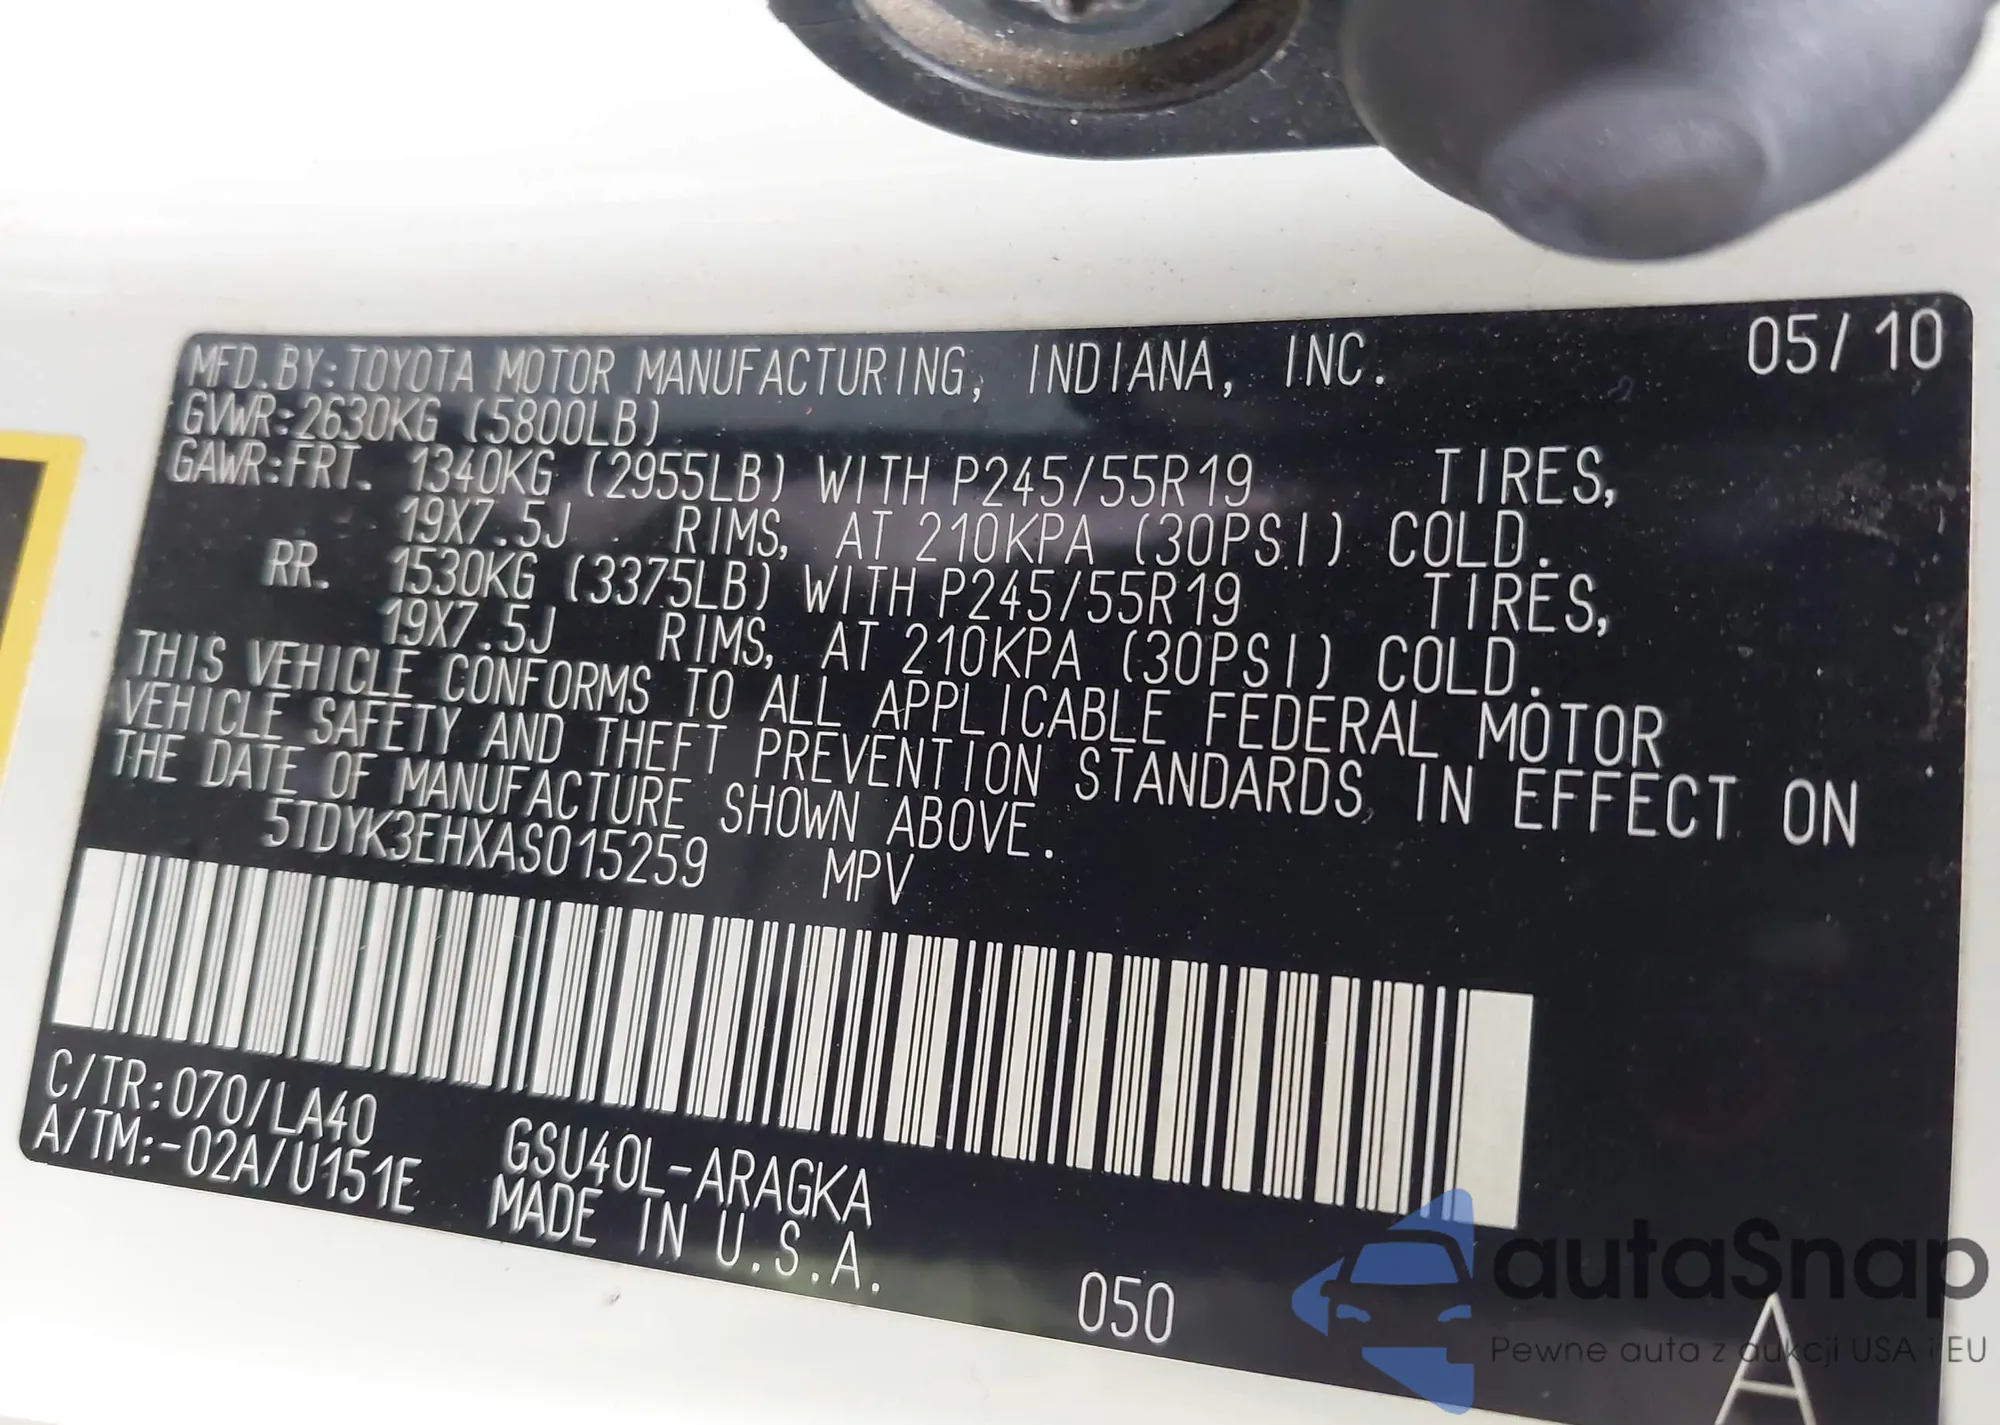 MFD.BY:TOYOTA MOTOR MANUFACTURING, INDIANA, INC. 05/10
GVWR:2630KG (5800LB)
GAWR:FRT. 1340KG (2955LB) WITH P245/55R19 TIRES,
19X7.5J RIMS, AT 210KPA (30PSI) COLD.
RR. 1530KG (3375LB) WITH P245/55R19 TIRES,
19X7.5J RIMS, AT 210KPA (30PSI) COLD.
THIS VEHICLE CONFORMS TO ALL APPLICABLE FEDERAL MOTOR
VEHICLE SAFETY AND THEFT PREVENTION STANDARDS IN EFFECT ON
THE DATE OF MANUFACTURE SHOWN ABOVE.
5TDYK3EHXAS015259 MPV
C/TR:070/LA40 GSU40L-ARAGKA
A/TM:-02A/U151E MADE IN U.S.A.
050
A
autaSnap
Pewne auta z aukcji USA i EU